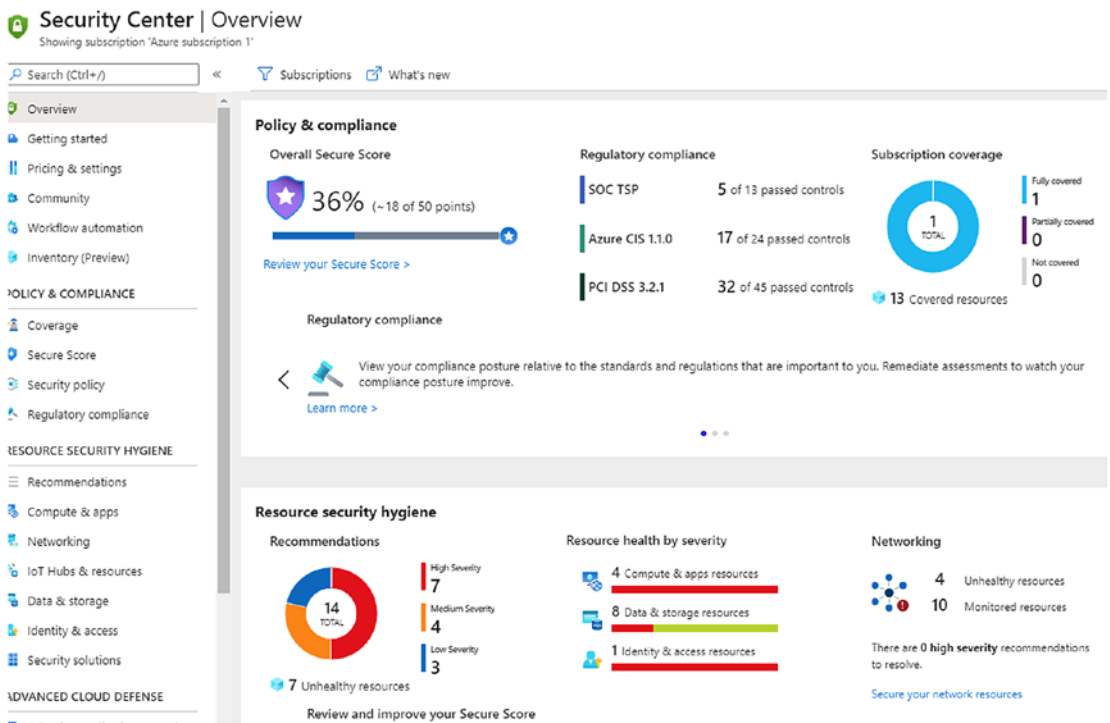 Security Center | Overview
Showing subscription 'Azure subscription 1'
Search (Ctrl+/)
«
Subscriptions
What's new
Overview
Getting started
Pricing & settings
Community
Workflow automation
Inventory (Preview)
POLICY & COMPLIANCE
Coverage
Secure Score
Security policy
Regulatory compliance
RESOURCE SECURITY HYGIENE
Recommendations
Compute & apps
Networking
IoT Hubs & resources
Data & storage
Identity & access
Security solutions
ADVANCED CLOUD DEFENSE
Policy & compliance
Overall Secure Score
36% (~18 of 50 points)
Review your Secure Score >
Regulatory compliance
SOC TSP 5 of 13 passed controls
Azure CIS 1.1.0 17 of 24 passed controls
PCI DSS 3.2.1 32 of 45 passed controls
Subscription coverage
1
TOTAL
Fully covered
1
Partially covered
0
Not covered
0
13 Covered resources
Regulatory compliance
View your compliance posture relative to the standards and regulations that are important to you. Remediate assessments to watch your
compliance posture improve.
Learn more >
Resource security hygiene
Recommendations
14
TOTAL
High Severity
7
Medium Severity
4
Low Severity
3
7 Unhealthy resources
Review and improve your Secure Score
Resource health by severity
4 Compute & apps resources
8 Data & storage resources
1 Identity & access resources
Networking
4 Unhealthy resources
10 Monitored resources
There are 0 high severity recommendations
to resolve.
Secure your network resources